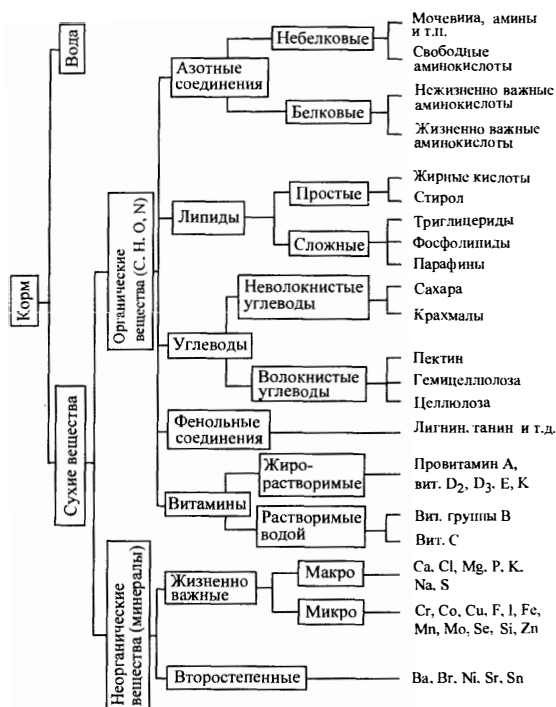 Корм
Вода
Сухие вещества
Органические
вещества (С. Н. О, N)
Неорганические
вещества (минералы)
Азотные
соединения
Небелковые
Мочевина, амины
и т.п.
Свободные
аминокислоты
Белковые
Нежизненно важные
аминокислоты
Жизненно важные
аминокислоты
Липиды
Простые
Жирные кислоты
Стирол
Сложные
Триглицериды
Фосфолипиды
Парафины
Углеводы
Неволокнистые
углеводы
Сахара
Крахмалы
Волокнистые
углеводы
Пектин
Гемицеллюлоза
Целлюлоза
Фенольные
соединения
Лигнин, танин и т.д.
Витамины
Жиро-
растворимые
Провитамин А,
вит. D2, D3, Е, К
Растворимые
водой
Вит. группы В
Вит. С
Жизненно
важные
Макро
Ca, Cl, Mg, P, K,
Na, S
Микро
Cr, Co, Cu, F, I, Fe,
Mn, Mo, Se, Si, Zn
Второстепенные
Ba, Br, Ni, Sr, Sn